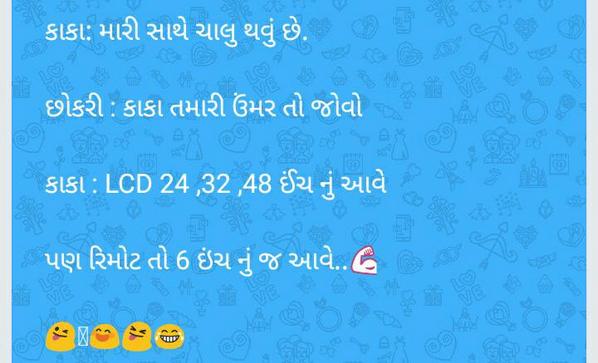 કાકા: મારી સાથે ચાલુ થવું છે.
છોકરી : કાકા તમારી ઉંમર તો જોવો
કાકા : LCD 24 ,32 ,48 ઈંચ નું આવે
પણ રિમોટ તો 6 ઇંચ નું જ આવે..💪
😜😄😝😂